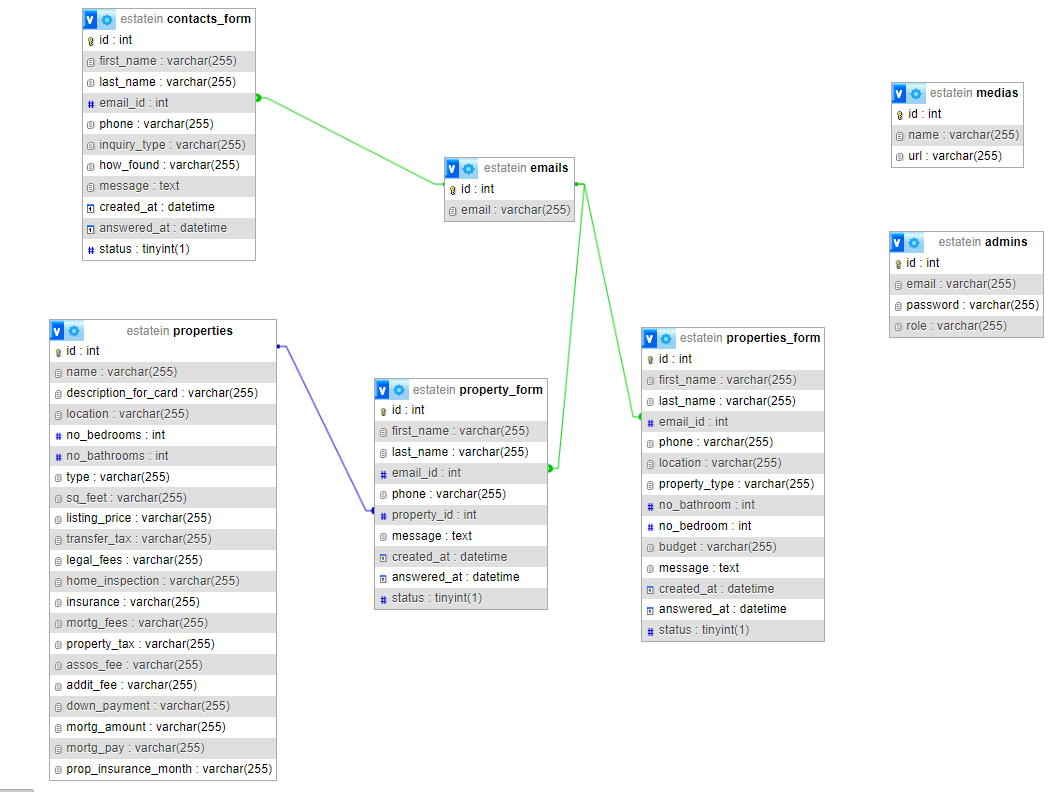 estatein contacts_form
id : int
first_name : varchar(255)
last_name : varchar(255)
email_id : int
phone : varchar(255)
inquiry_type : varchar(255)
how_found : varchar(255)
message : text
created_at : datetime
answered_at : datetime
status : tinyint(1)
estatein emails
id : int
email : varchar(255)
estatein medias
id : int
name : varchar(255)
url : varchar(255)
estatein admins
id : int
email : varchar(255)
password : varchar(255)
role : varchar(255)
estatein properties
id : int
name : varchar(255)
description_for_card : varchar(255)
location : varchar(255)
no_bedrooms : int
no_bathrooms : int
type : varchar(255)
sq_feet : varchar(255)
listing_price : varchar(255)
transfer_tax : varchar(255)
legal_fees : varchar(255)
home_inspection : varchar(255)
insurance : varchar(255)
mortg_fees : varchar(255)
property_tax : varchar(255)
assos_fee : varchar(255)
addit_fee : varchar(255)
down_payment : varchar(255)
mortg_amount : varchar(255)
mortg_pay : varchar(255)
prop_insurance_month : varchar(255)
estatein property_form
id : int
first_name : varchar(255)
last_name : varchar(255)
email_id : int
phone : varchar(255)
property_id : int
message : text
created_at : datetime
answered_at : datetime
status : tinyint(1)
estatein properties_form
id : int
first_name : varchar(255)
last_name : varchar(255)
email_id : int
phone : varchar(255)
location : varchar(255)
property_type : varchar(255)
no_bathroom : int
no_bedroom : int
budget : varchar(255)
message : text
created_at : datetime
answered_at : datetime
status : tinyint(1)